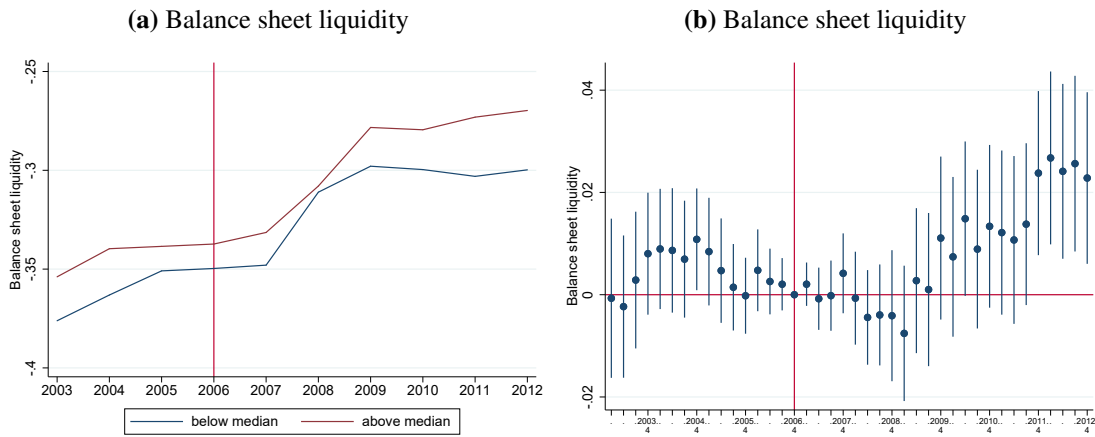 (a) Balance sheet liquidity
(b) Balance sheet liquidity
Balance sheet liquidity
-.25
-.3
-.35
-.4
2003 2004 2005 2006 2007 2008 2009 2010 2011 2012
below median above median
Balance sheet liquidity
.04
.02
0
-.02
. . .2003. . . .2004. . . .2005. . . .2006. . . .2007. . . .2008. . . .2009. . . .2010. . . .2011. . . .2012
4 4 4 4 4 4 4 4 4 4